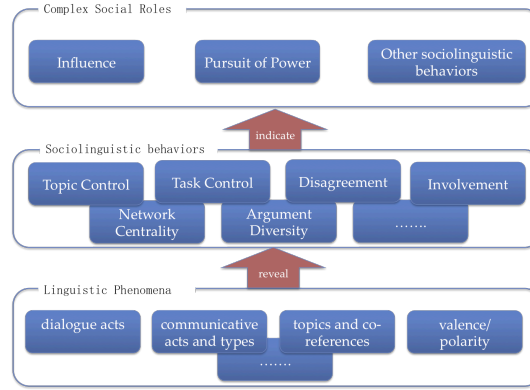 Complex Social Roles
Influence
Pursuit of Power
Other sociolinguistic
behaviors
indicate
Sociolinguistic behaviors
Topic Control
Task Control
Disagreement
Involvement
Network
Centrality
Argument
Diversity
.......
reveal
Linguistic Phenomena
dialogue acts
communicative
acts and types
topics and co-
references
valence/
polarity
.......